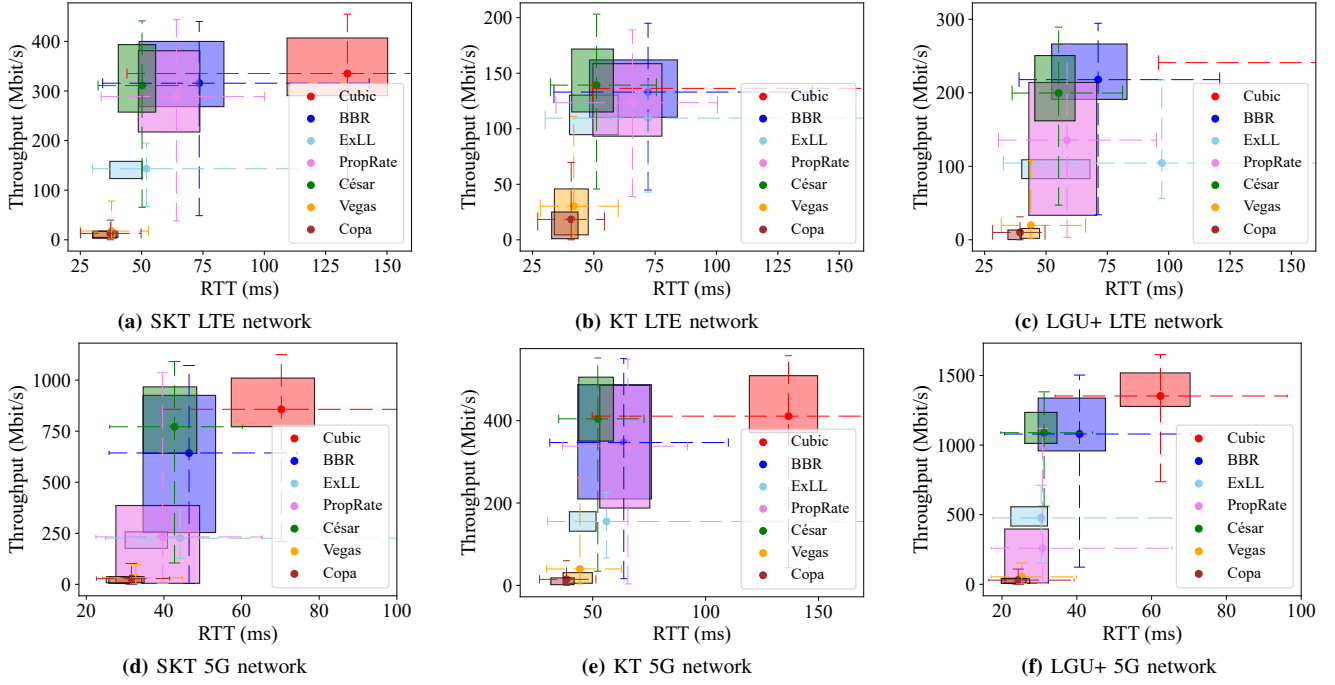 Throughput (Mbit/s)
400
300
200
100
0
25
50
75
100
125
150
RTT (ms)
Cubic
BBR
ExLL
PropRate
César
Vegas
Copa
(a) SKT LTE network
Throughput (Mbit/s)
200
150
100
50
0
25
50
75
100
125
150
RTT (ms)
Cubic
BBR
ExLL
PropRate
César
Vegas
Copa
(b) KT LTE network
Throughput (Mbit/s)
300
200
100
0
25
50
75
100
125
150
RTT (ms)
Cubic
BBR
ExLL
PropRate
César
Vegas
Copa
(c) LGU+ LTE network
Throughput (Mbit/s)
1000
750
500
250
0
20
40
60
80
100
RTT (ms)
Cubic
BBR
ExLL
PropRate
César
Vegas
Copa
(d) SKT 5G network
Throughput (Mbit/s)
400
200
0
50
100
150
RTT (ms)
Cubic
BBR
ExLL
PropRate
César
Vegas
Copa
(e) KT 5G network
Throughput (Mbit/s)
1500
1000
500
0
20
40
60
80
100
RTT (ms)
Cubic
BBR
ExLL
PropRate
César
Vegas
Copa
(f) LGU+ 5G network